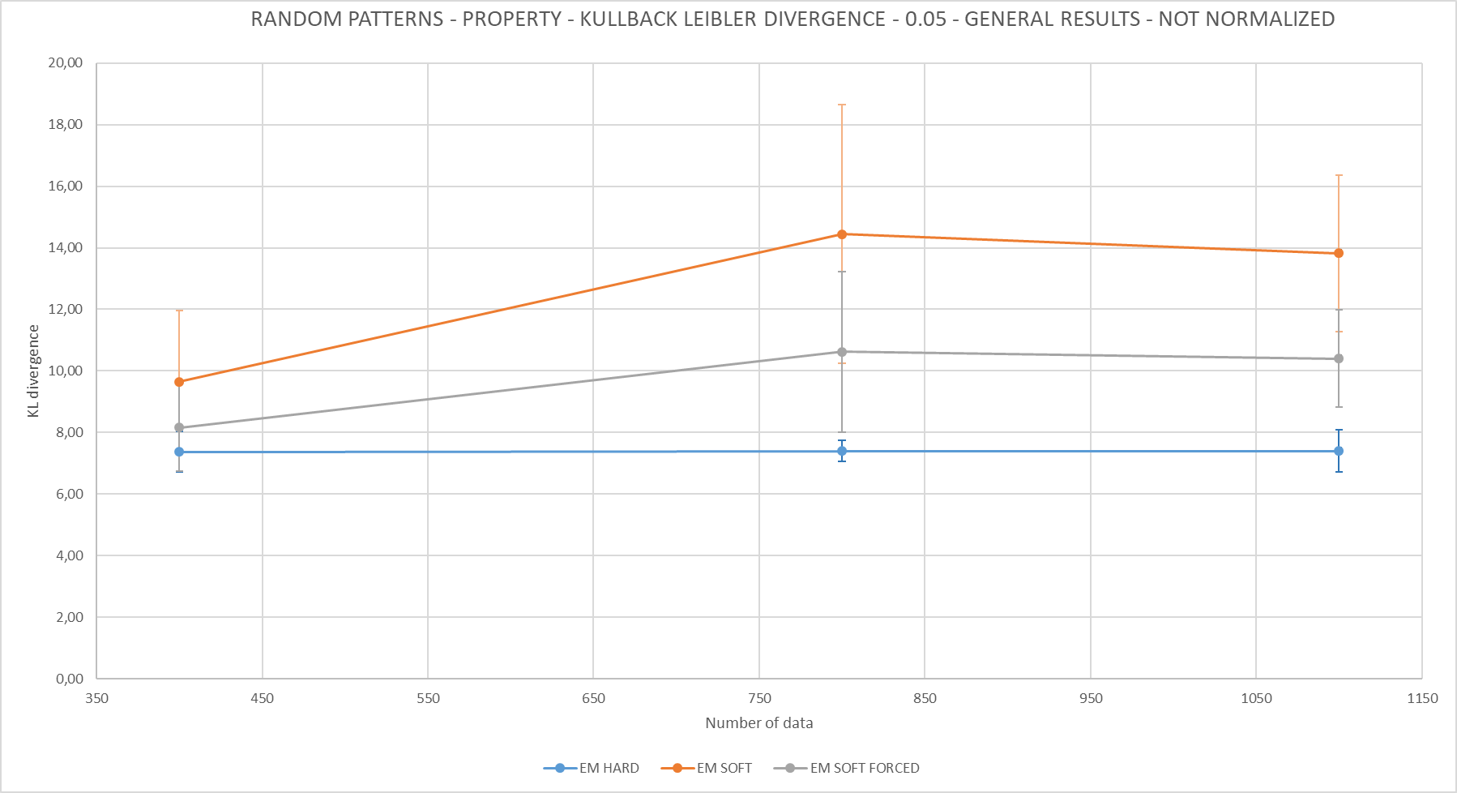 RANDOM PATTERNS - PROPERTY - KULLBACK LEIBLER DIVERGENCE - 0.05 - GENERAL RESULTS - NOT NORMALIZED
20,00
18,00
16,00
14,00
12,00
10,00
8,00
6,00
4,00
2,00
0,00
KL divergence
350 450 550 650 750 850 950 1050 1150
Number of data
EM HARD EM SOFT EM SOFT FORCED